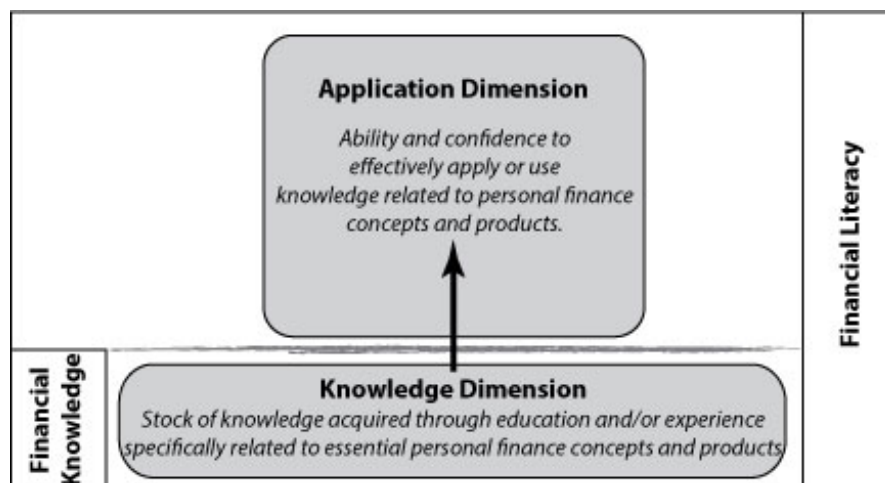 Application Dimension
Ability and confidence to
effectively apply or use
knowledge related to personal finance
concepts and products.
Financial Literacy
Financial
Knowledge
Knowledge Dimension
Stock of knowledge acquired through education and/or experience
specifically related to essential personal finance concepts and products